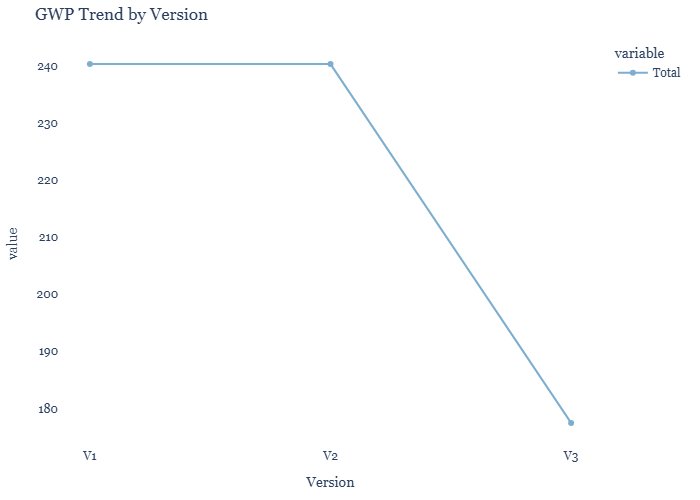 GWP Trend by Version
variable
Total
240
230
220
210
200
190
180
value
V1
V2
V3
Version